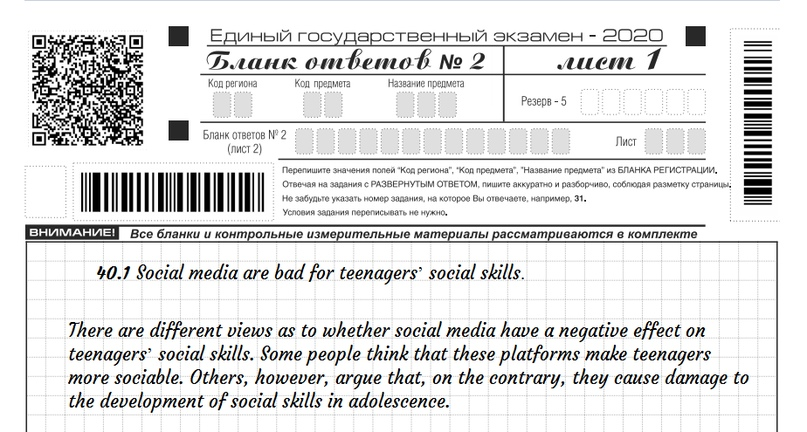 Единый государственный экзамен - 2020
Бланк ответов № 2
лист 1
Код региона
Код предмета
Название предмета
Резерв - 5
Бланк ответов № 2
(лист 2)
Лист
Перепишите значения полей "Код региона", "Код предмета", "Название предмета" из БЛАНКА РЕГИСТРАЦИИ.
Отвечая на задания с РАЗВЕРНУТЫМ ОТВЕТОМ, пишите аккуратно и разборчиво, соблюдая разметку страницы.
Не забудьте указать номер задания, на которое Вы отвечаете, например, 31.
Условия задания переписывать не нужно.
ВНИМАНИЕ! Все бланки и контрольные измерительные материалы рассматриваются в комплекте
40.1 Social media are bad for teenagers' social skills.
There are different views as to whether social media have a negative effect on
teenagers' social skills. Some people think that these platforms make teenagers
more sociable. Others, however, argue that, on the contrary, they cause damage to
the development of social skills in adolescence.